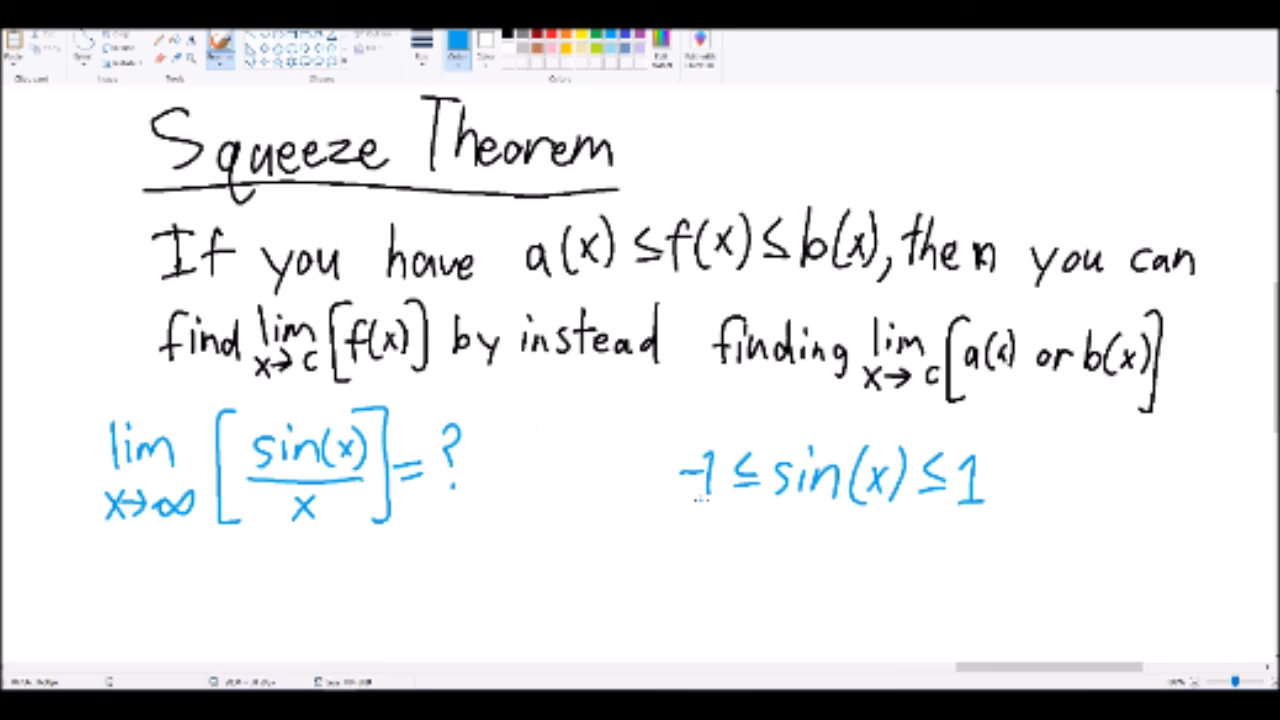 Squeeze Theorem
If you have a(x) ≤ f(x) ≤ b(x), then you can
find lim x→c [f(x)] by instead finding lim x→c [a(x) or b(x)]
lim x→∞ [sin(x)/x] = ?
-1 ≤ sin(x) ≤ 1
Colors